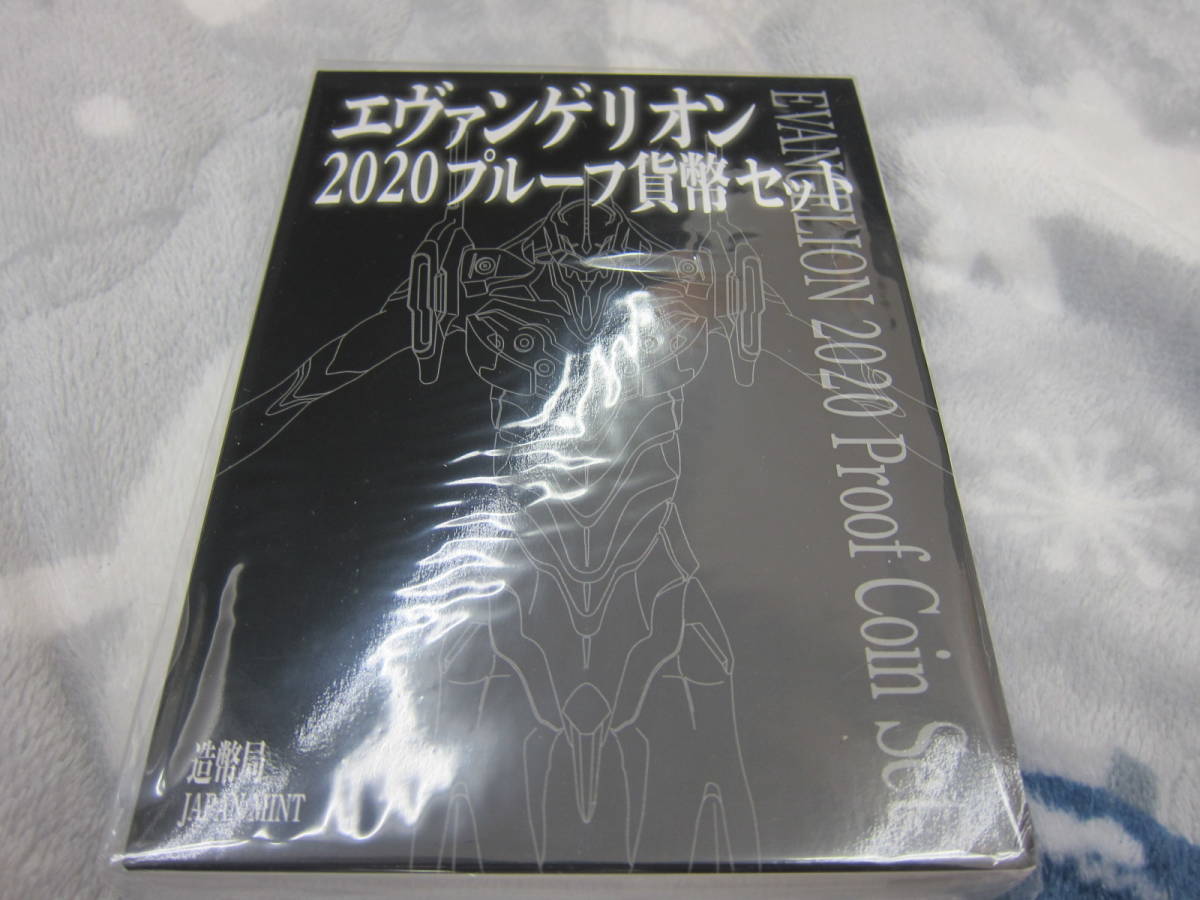 エヴァンゲリオン
2020プルーフ貨幣セット
EVANGELION 2020 Proof Coin Set
造幣局
JAPAN MINT